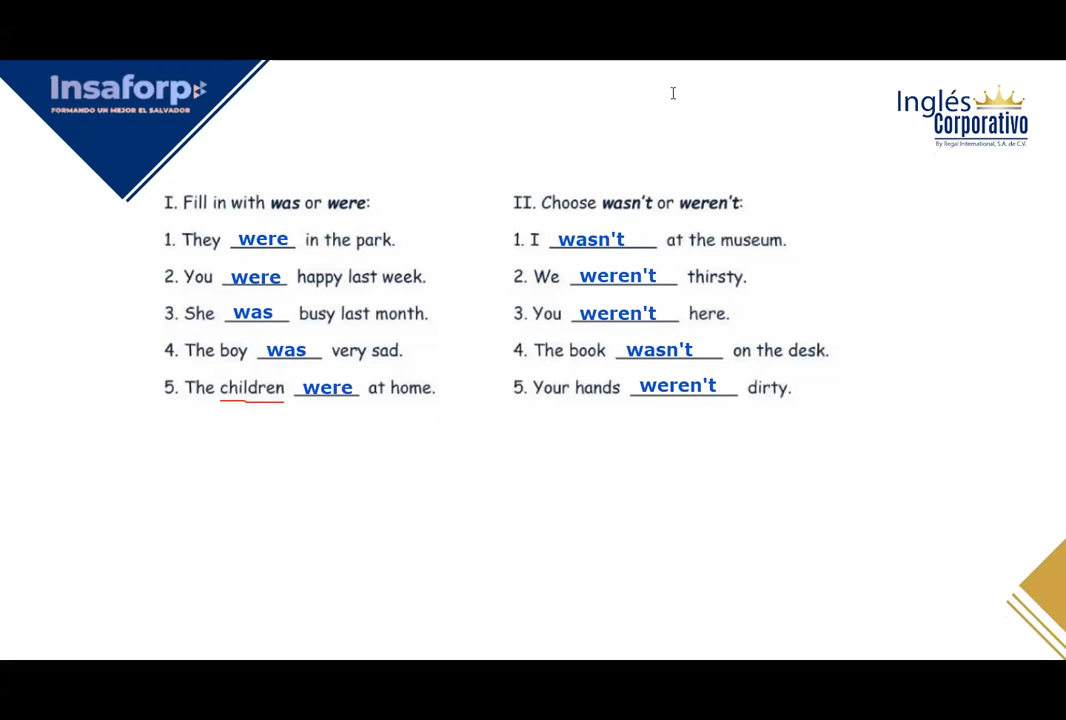 Insaforp
FORMANDO UN MEJOR EL SALVADOR
Inglés
Corporativo
By Regal International, S.A. de C.V.
I. Fill in with was or were:
1. They were in the park.
2. You were happy last week.
3. She was busy last month.
4. The boy was very sad.
5. The children were at home.
II. Choose wasn't or weren't:
1. I wasn't at the museum.
2. We weren't thirsty.
3. You weren't here.
4. The book wasn't on the desk.
5. Your hands weren't dirty.